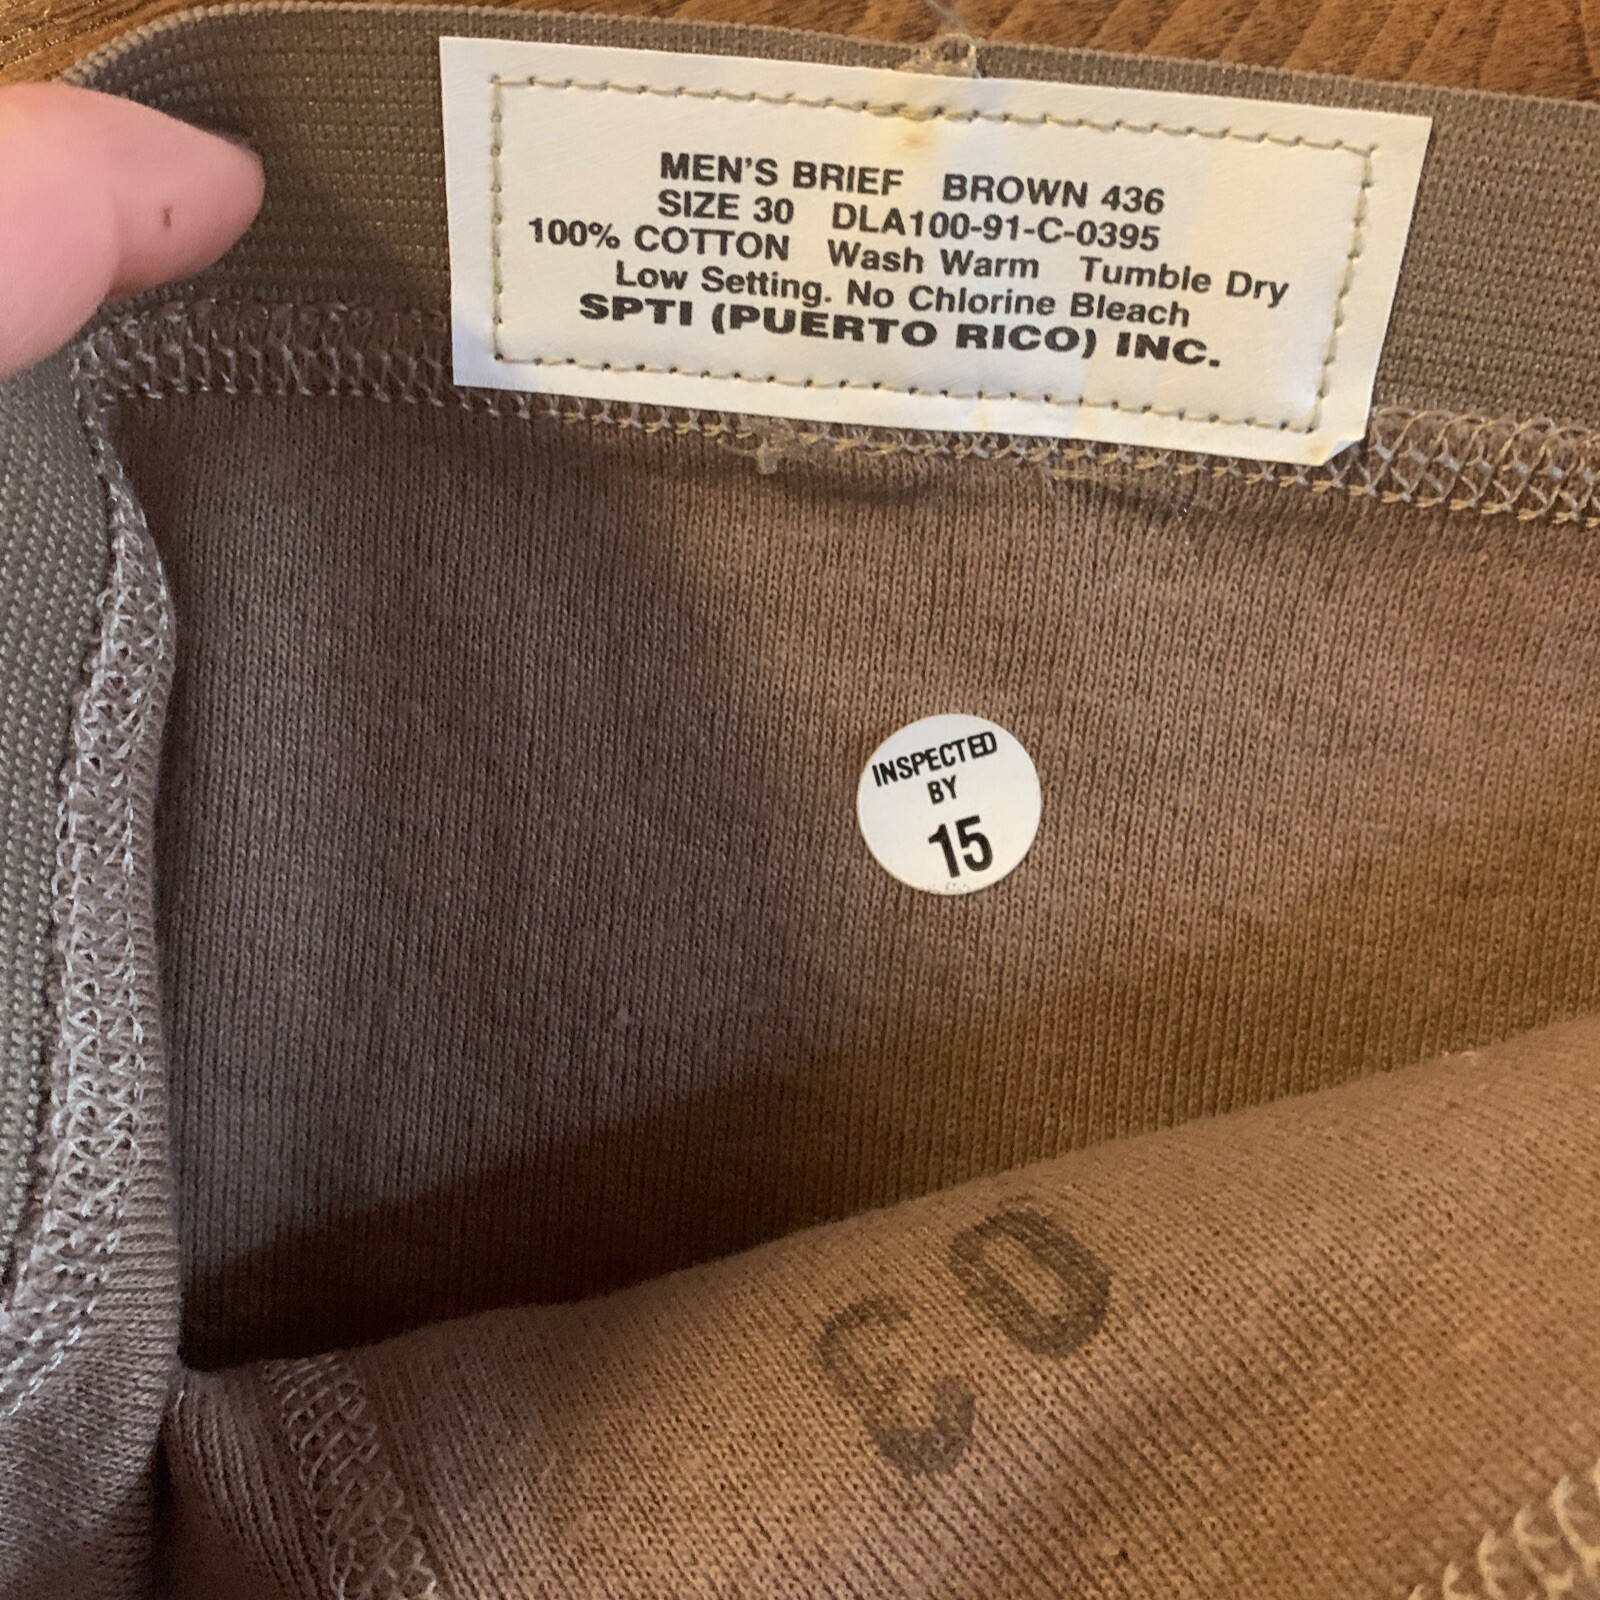 MEN'S BRIEF BROWN 436
SIZE 30 DLA100-91-C-0395
100% COTTON Wash Warm Tumble Dry
Low Setting. No Chlorine Bleach
SPTI (PUERTO RICO) INC.
INSPECTED
BY
15
30